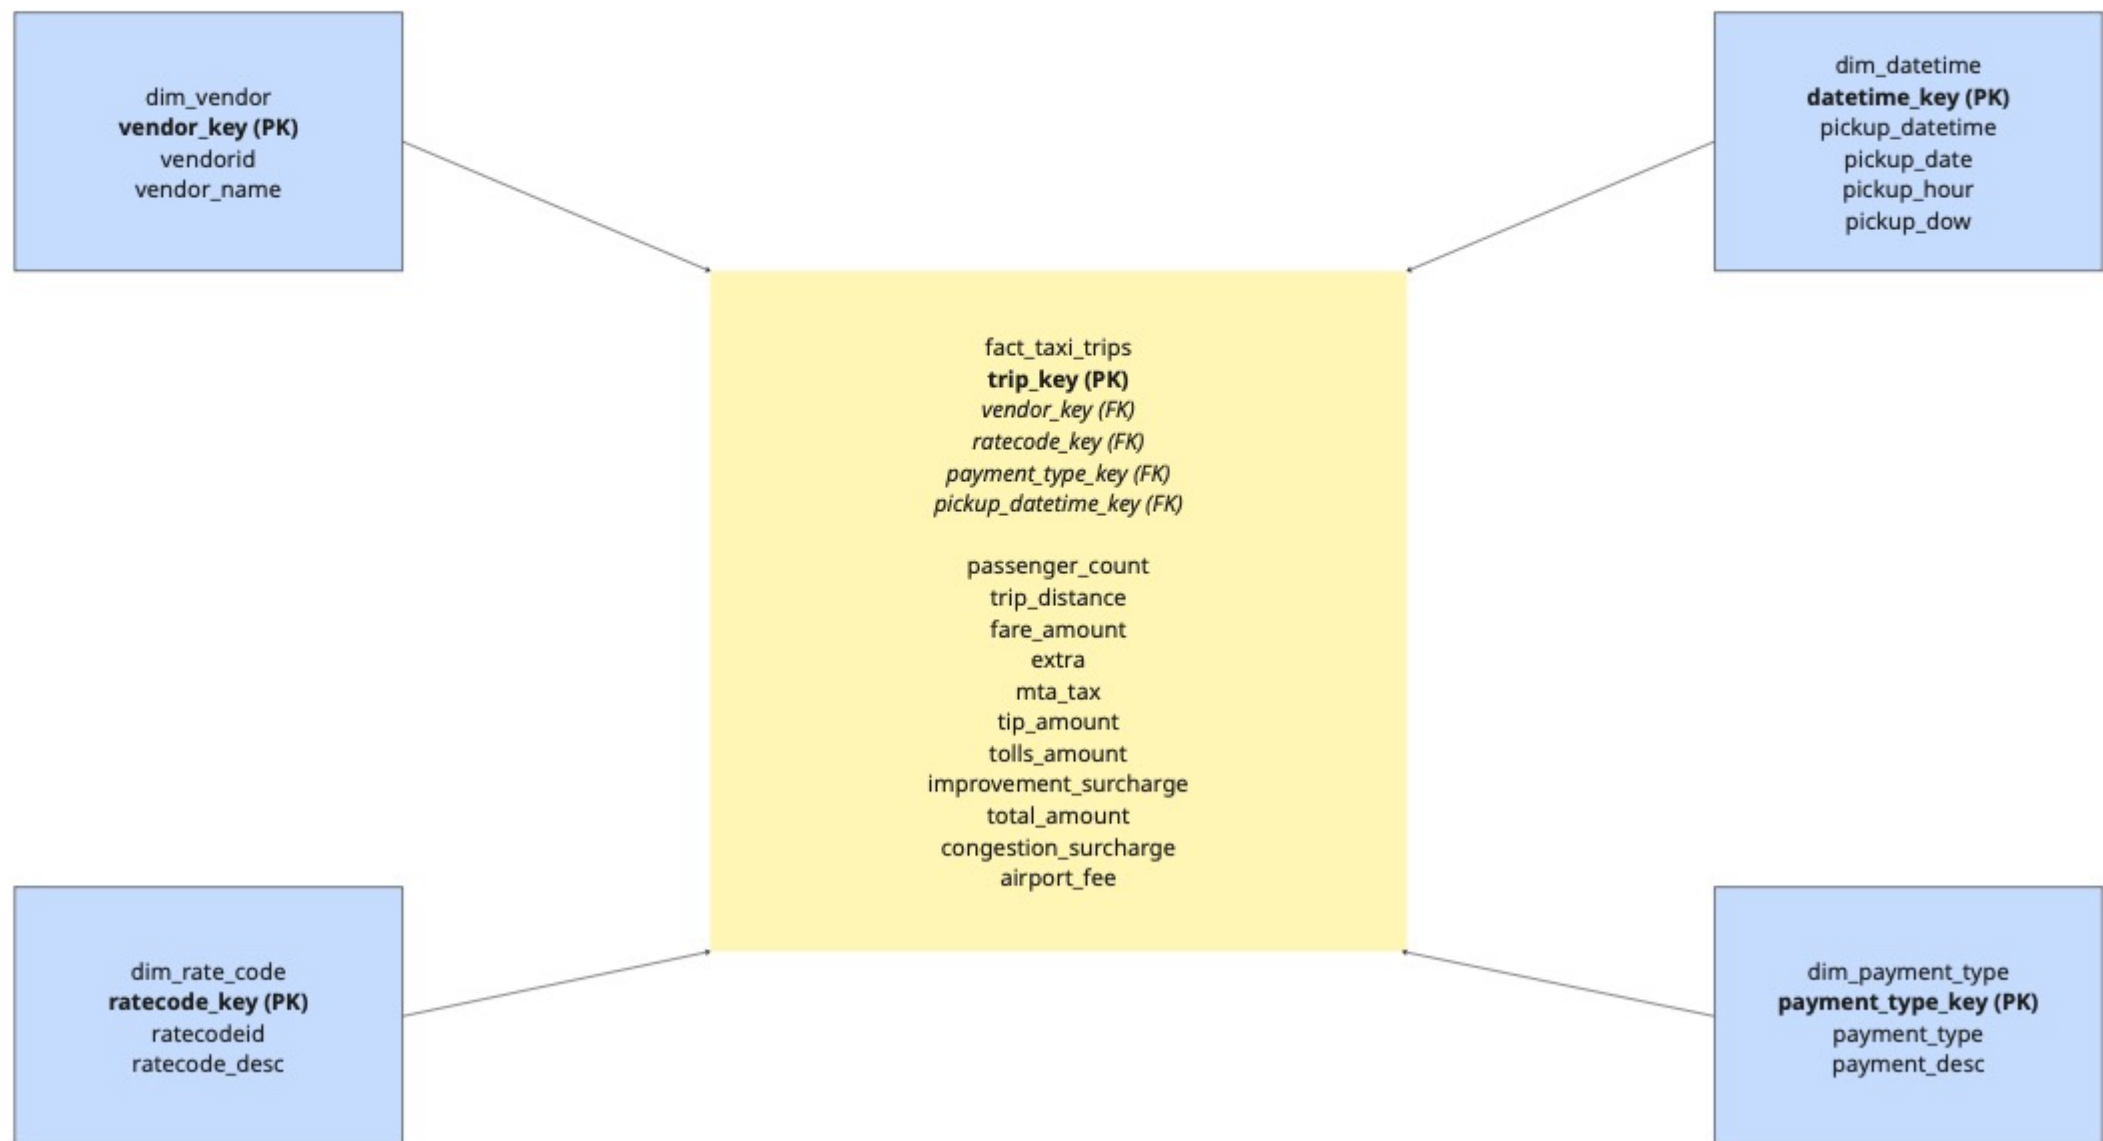 dim_vendor
vendor_key (PK)
vendorid
vendor_name
dim_datetime
datetime_key (PK)
pickup_datetime
pickup_date
pickup_hour
pickup_dow
fact_taxi_trips
trip_key (PK)
vendor_key (FK)
ratecode_key (FK)
payment_type_key (FK)
pickup_datetime_key (FK)
passenger_count
trip_distance
fare_amount
extra
mta_tax
tip_amount
tolls_amount
improvement_surcharge
total_amount
congestion_surcharge
airport_fee
dim_rate_code
ratecode_key (PK)
ratecodeid
ratecode_desc
dim_payment_type
payment_type_key (PK)
payment_type
payment_desc